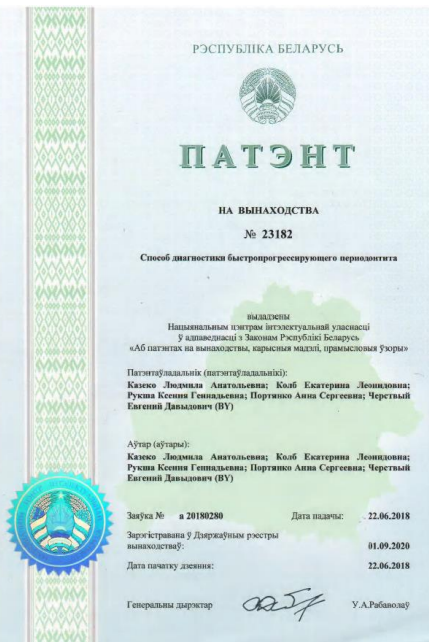 РЭСПУБЛІКА БЕЛАРУСЬ
ПАТЭНТ
НА ВЫНАХОДСТВА
№ 23182
Способ диагностики быстропрогрессирующего периодонтита
выдадзены
Нацыянальным цэнтрам інтэлектуальнай уласнасці
ў адпаведнасці з Законам Рэспублікі Беларусь
«Аб патэнтах на вынаходствы, карысныя мадэлі, прамысловыя ўзоры»
Патэнтаўладальнік (патэнтаўладальнікі):
Казеко Людмила Анатольевна; Колб Екатерина Леонидовна;
Рукша Ксения Геннадьевна; Портянко Анна Сергеевна; Черствый
Евгений Давыдович (BY)
Аўтар (аўтары):
Казеко Людмила Анатольевна; Колб Екатерина Леонидовна;
Рукша Ксения Геннадьевна; Портянко Анна Сергеевна; Черствый
Евгений Давыдович (BY)
Заяўка № a 20180280 Дата падачы: 22.06.2018
Зарэгістравана ў Дзяржаўным рэестры
вынаходстваў: 01.09.2020
Дата пачатку дзеяння: 22.06.2018
Генеральны дырэктар У.А.Рабаволаў